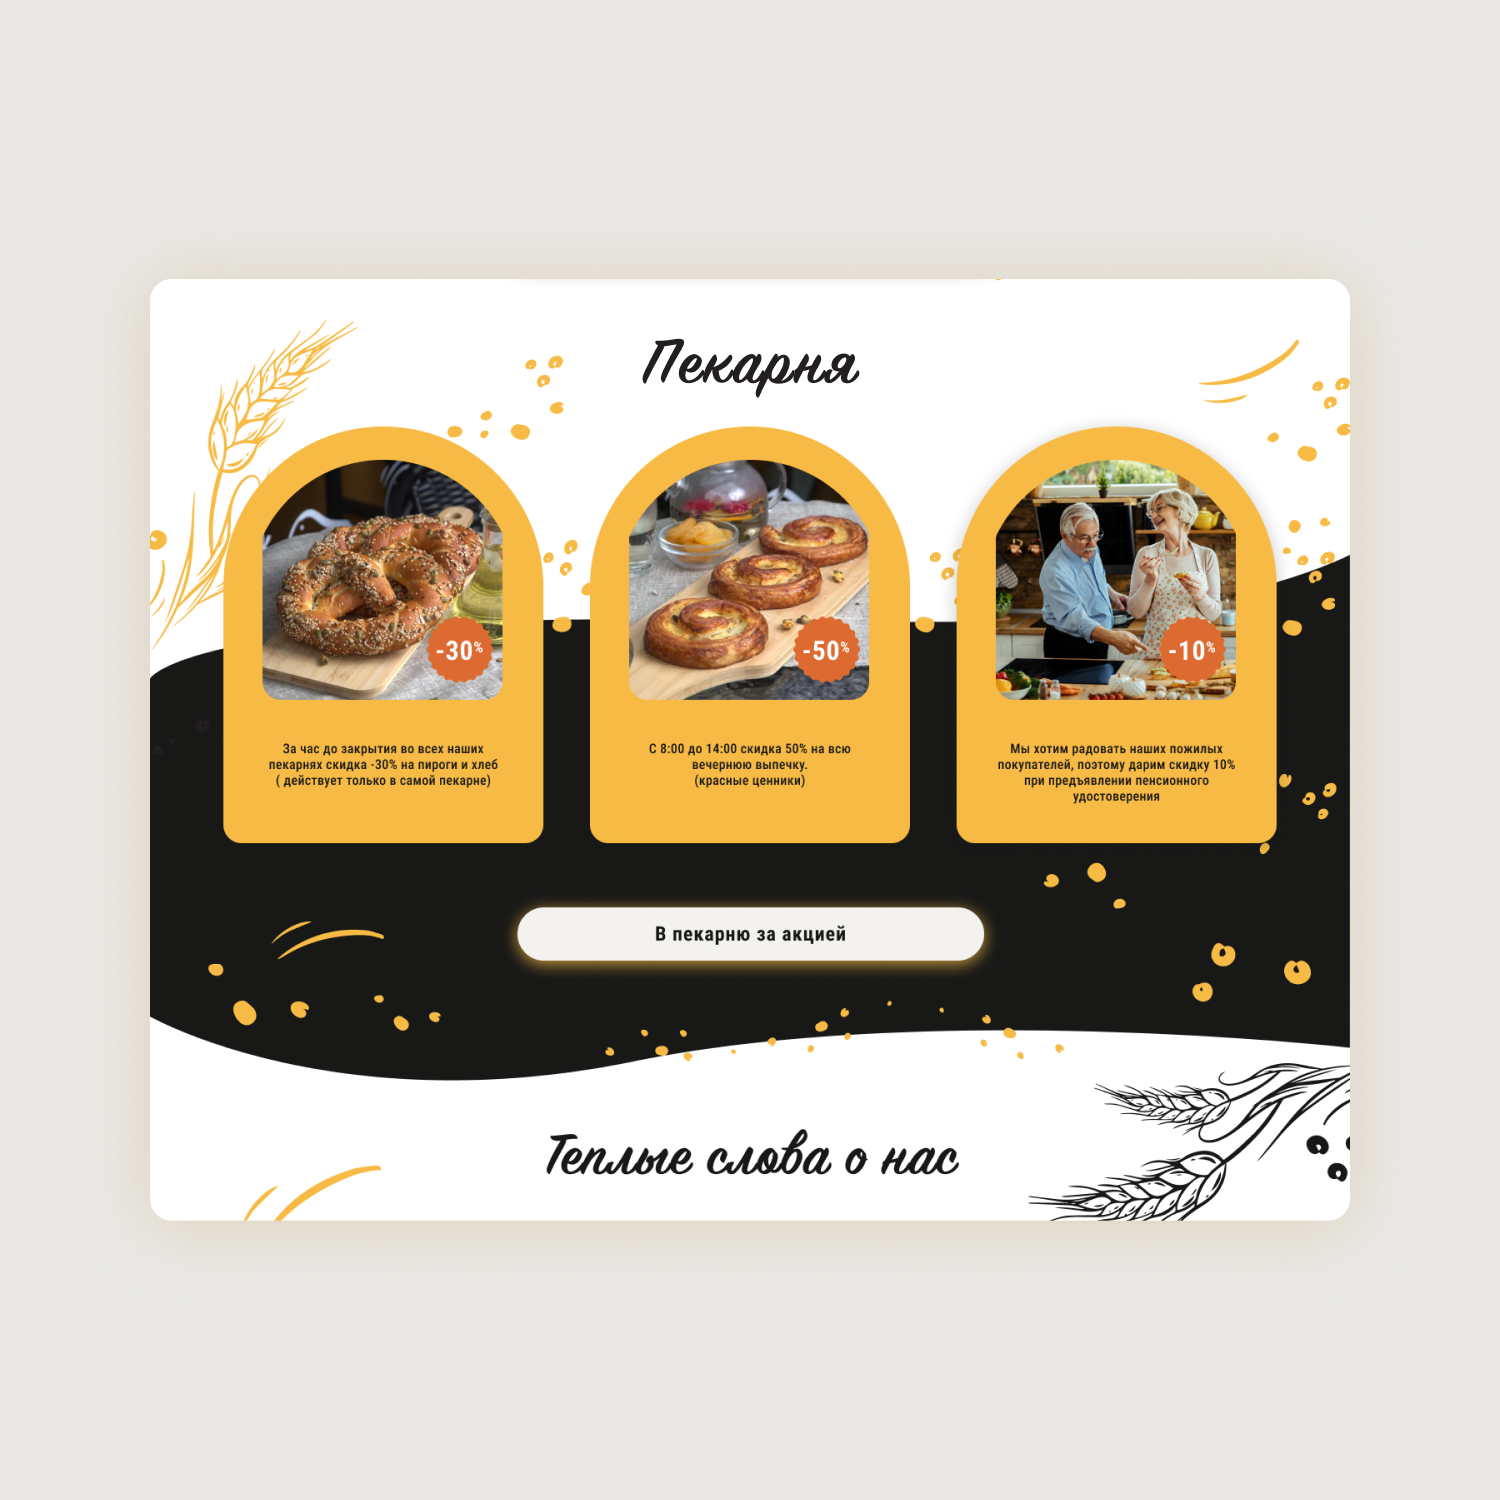 Пекарня
-30%
-50%
-10%
За час до закрытия во всех наших
пекарнях скидка -30% на пироги и хлеб
( действует только в самой пекарне)
С 8:00 до 14:00 скидка 50% на всю
вечернюю выпечку.
(красные ценники)
Мы хотим радовать наших пожилых
покупателей, поэтому дарим скидку 10%
при предъявлении пенсионного
удостоверения
В пекарню за акцией
Теплые слова о нас